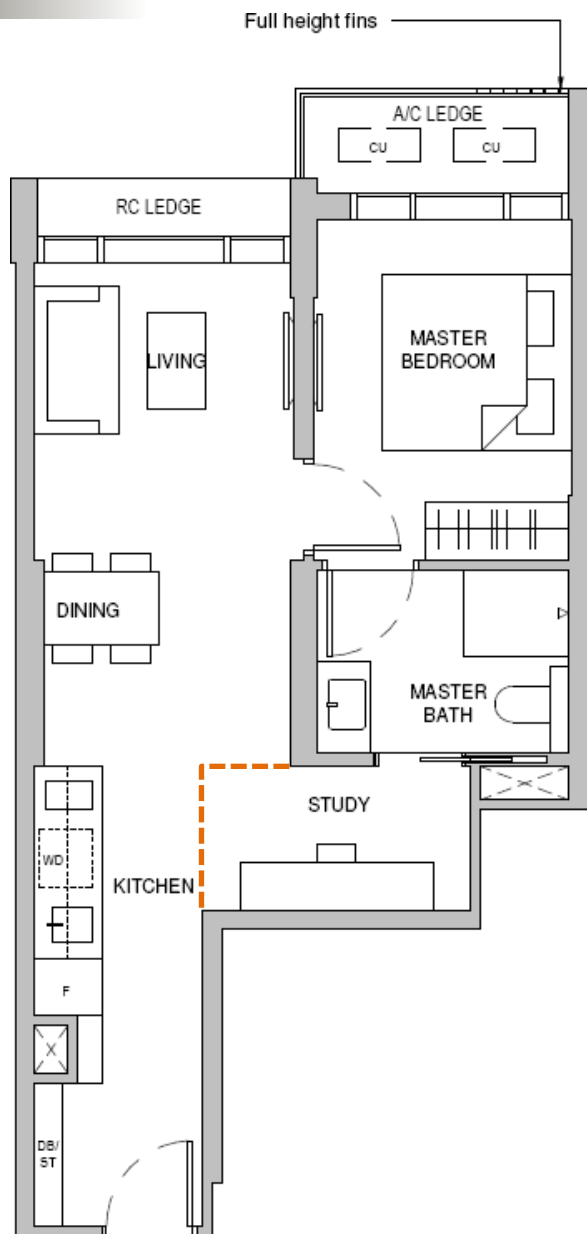 Full height fins
A/C LEDGE
CU
CU
RC LEDGE
LIVING
MASTER
BEDROOM
DINING
MASTER
BATH
STUDY
WD
KITCHEN
F
DB/
ST